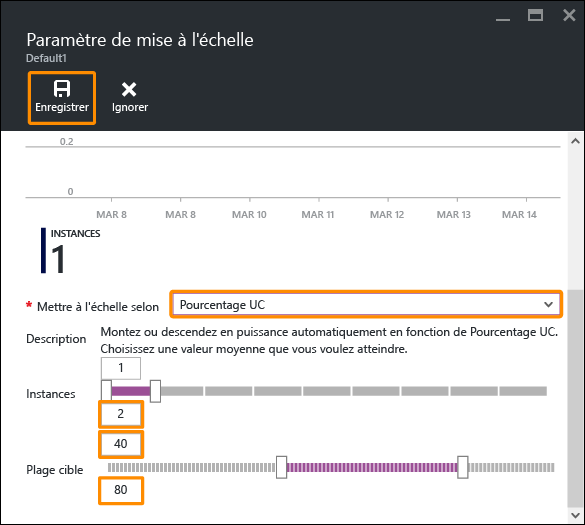 Paramètre de mise à l'échelle
Default1
Enregistrer
Ignorer
0.2
0
MAR 8 MAR 8 MAR 10 MAR 11 MAR 12 MAR 13 MAR 14
INSTANCES
1
* Mettre à l'échelle selon
Pourcentage UC
Description
Montez ou descendez en puissance automatiquement en fonction de Pourcentage UC.
Choisissez une valeur moyenne que vous voulez atteindre.
1
Instances
2
40
Plage cible
80